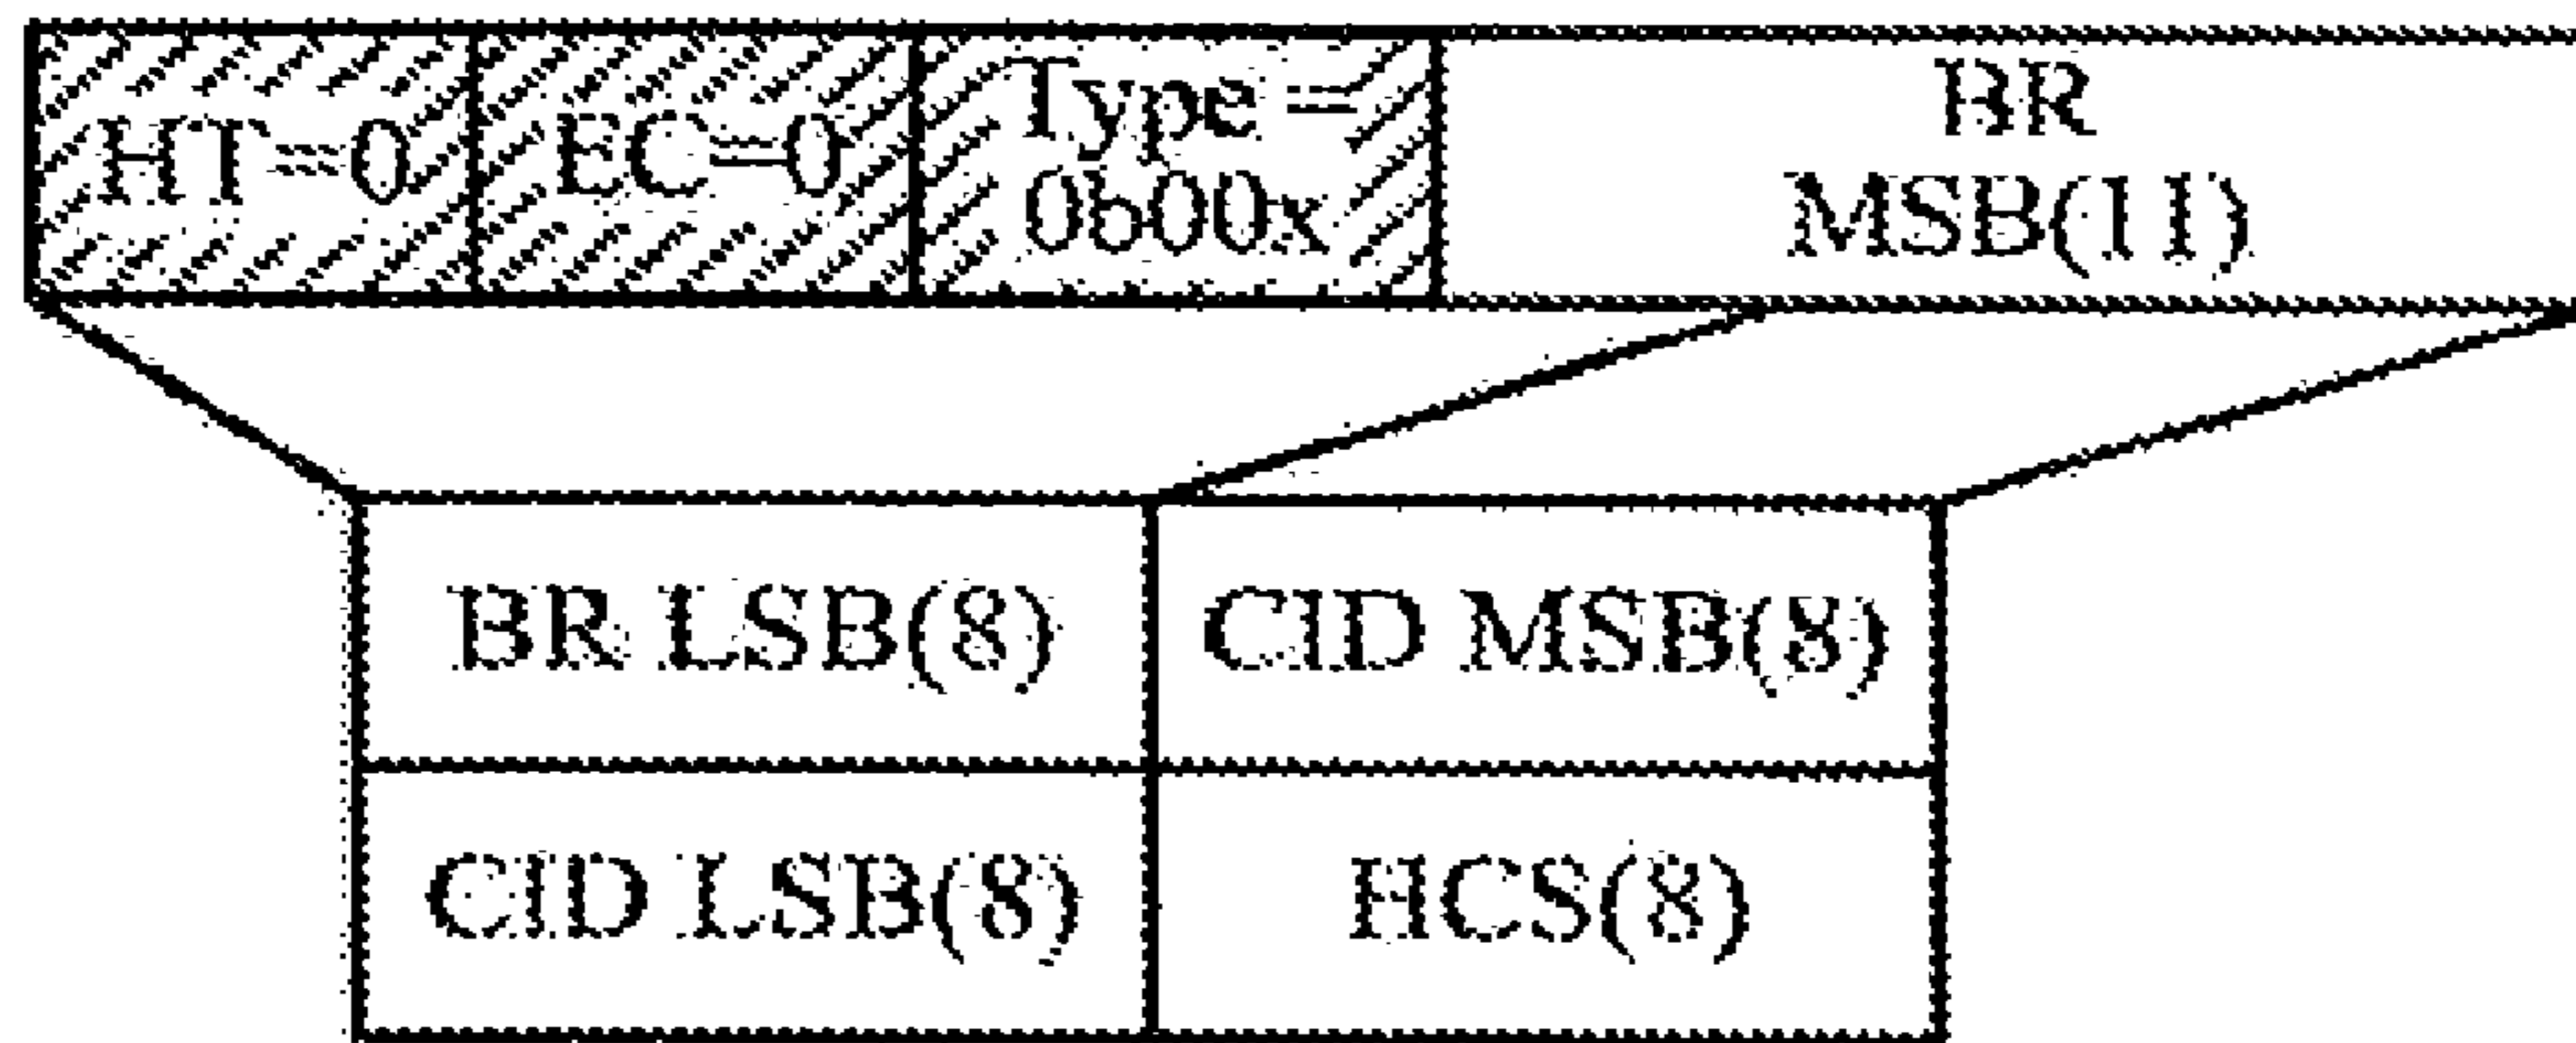 HT=0 EC=0 Type =
0b00x
BR
MSB(11)
BR LSB(8) CID MSB(8)
CID LSB(8) HCS(8)